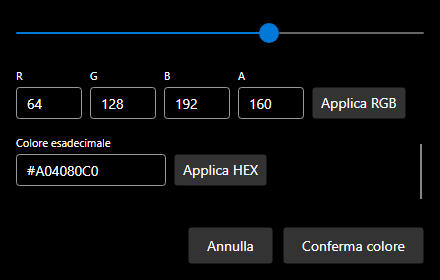 R G B A
64 128 192 160 Applica RGB
Colore esadecimale
#A04080C0 Applica HEX
Annulla Conferma colore